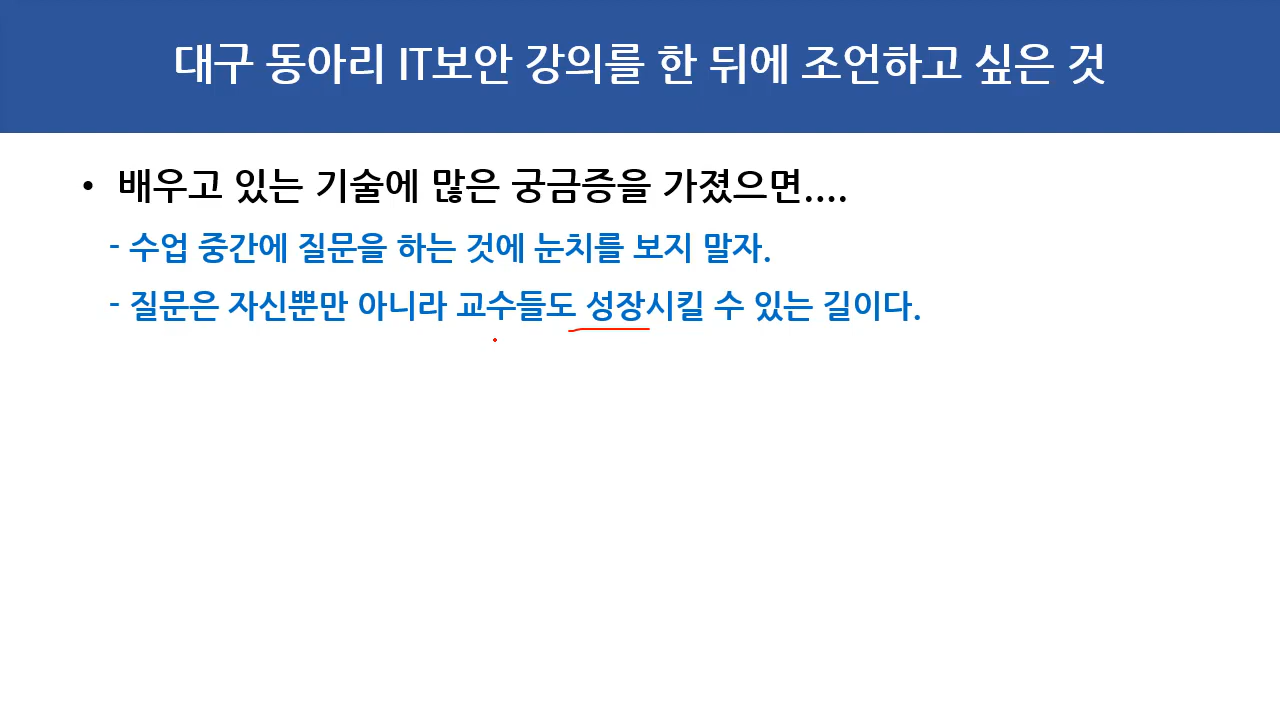 대구 동아리 IT보안 강의를 한 뒤에 조언하고 싶은 것
• 배우고 있는 기술에 많은 궁금증을 가졌으면....
- 수업 중간에 질문을 하는 것에 눈치를 보지 말자.
- 질문은 자신뿐만 아니라 교수들도 성장시킬 수 있는 길이다.